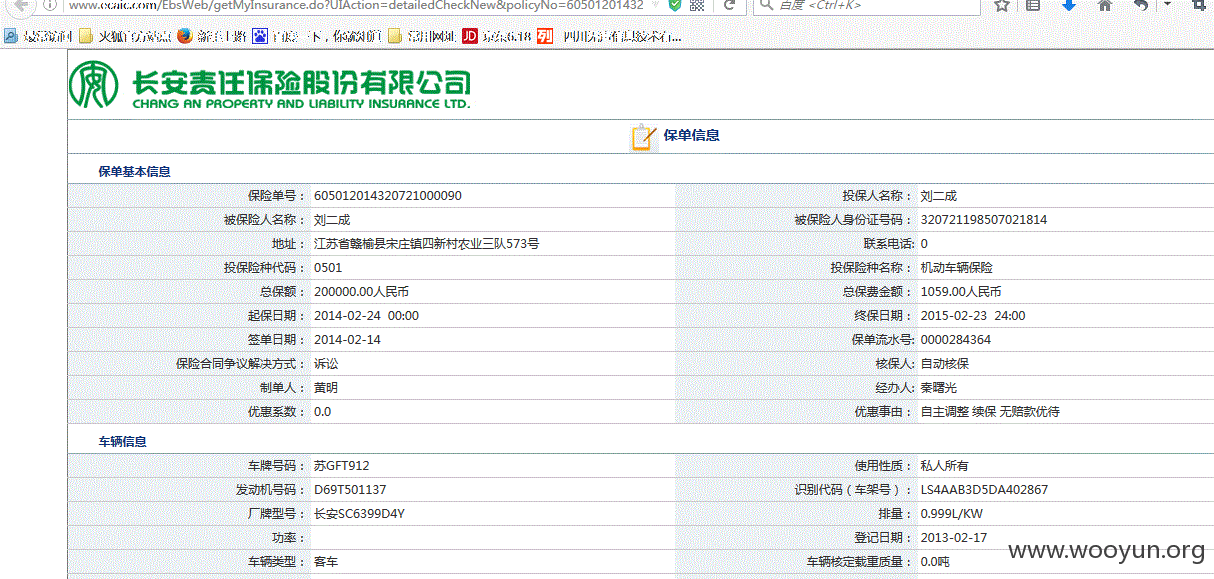 www.ecaic.com/EbsWeb/getMyInsurance.do?UIAction=detailedCheckNew&policyNo=60501201432
百度 <Ctrl+K>
最常访问 火狐官方站点 新手上路 百度一下，你就知道 常用网址 JD 京东6.18
长安责任保险股份有限公司
CHANG AN PROPERTY AND LIABILITY INSURANCE LTD.
保单信息
保单基本信息
保险单号： 605012014320721000090 投保人名称： 刘二成
被保险人名称： 刘二成 被保险人身份证号码： 320721198507021814
地址： 江苏省赣榆县宋庄镇四新村农业三队573号 联系电话: 0
投保险种代码： 0501 投保险种名称： 机动车辆保险
总保额： 200000.00人民币 总保费金额： 1059.00人民币
起保日期： 2014-02-24 00:00 终保日期： 2015-02-23 24:00
签单日期： 2014-02-14 保单流水号: 0000284364
保险合同争议解决方式： 诉讼 核保人: 自动核保
制单人： 黄明 经办人: 秦曙光
优惠系数： 0.0 优惠事由： 自主调整 续保 无赔款优待
车辆信息
车牌号码： 苏GFT912 使用性质： 私人所有
发动机号码： D69T501137 识别代码（车架号）： LS4AAB3D5DA402867
厂牌型号： 长安SC6399D4Y 排量： 0.999L/KW
功率： 登记日期： 2013-02-17
车辆类型： 客车 车辆核定载重质量： 0.0吨
www.wooyun.org